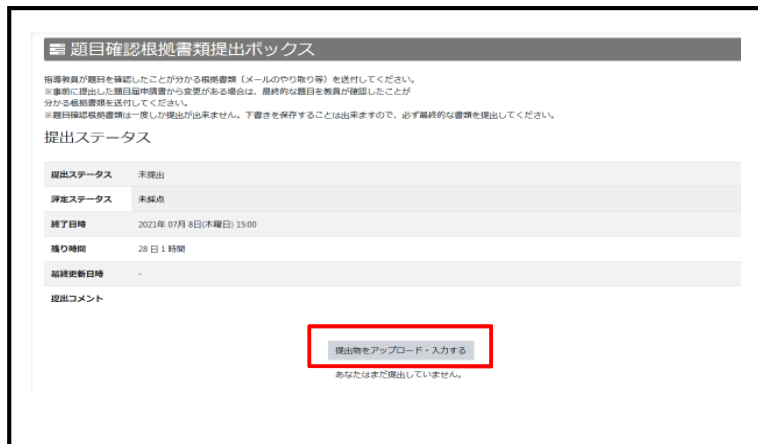 題目確認根拠書類提出ボックス
指導教員が題目を確認したことが分かる根拠書類(メールのやり取り等)を送付してください。
※事前に提出した題目届申請書から変更がある場合は、最終的な題目を教員が確認したことが
分かる根拠書類を送付してください。
※題目確認根拠書類は一度しか提出が出来ません。下書きを保存することは出来ますので、必ず最終的な書類を提出してください。
提出ステータス
提出ステータス 未提出
評定ステータス 未採点
終了日時 2021年 07月 8日(木曜日) 15:00
残り時間 28 日 1 時間
最終更新日時 -
提出コメント
提出物をアップロード・入力する
あなたはまだ提出していません。